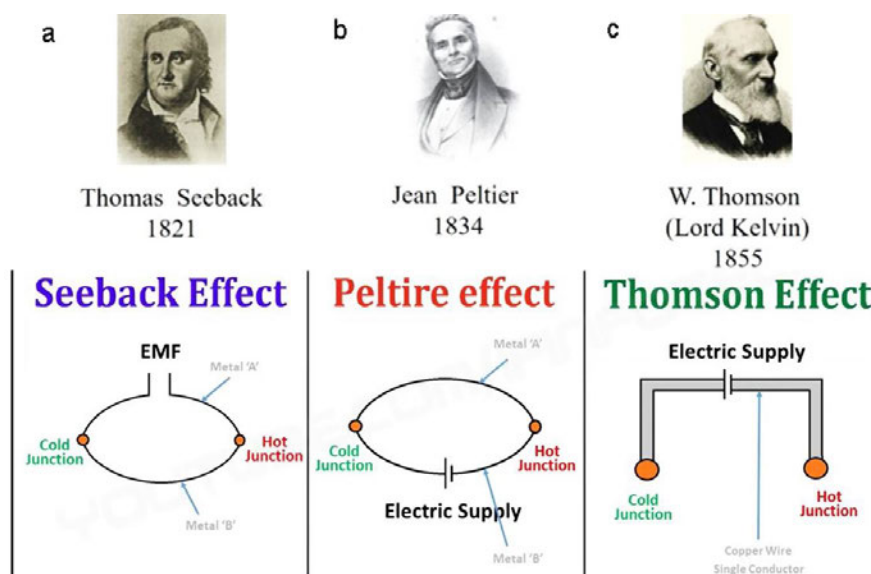 a
Thomas Seeback
1821
b
Jean Peltier
1834
c
W. Thomson
(Lord Kelvin)
1855
Seeback Effect
EMF
Metal ‘A’
Cold
Junction
Hot
Junction
Metal ‘B’
Peltire effect
Metal ‘A’
Cold
Junction
Hot
Junction
Electric Supply
Metal ‘B’
Thomson Effect
Electric Supply
Cold
Junction
Hot
Junction
Copper Wire
Single Conductor